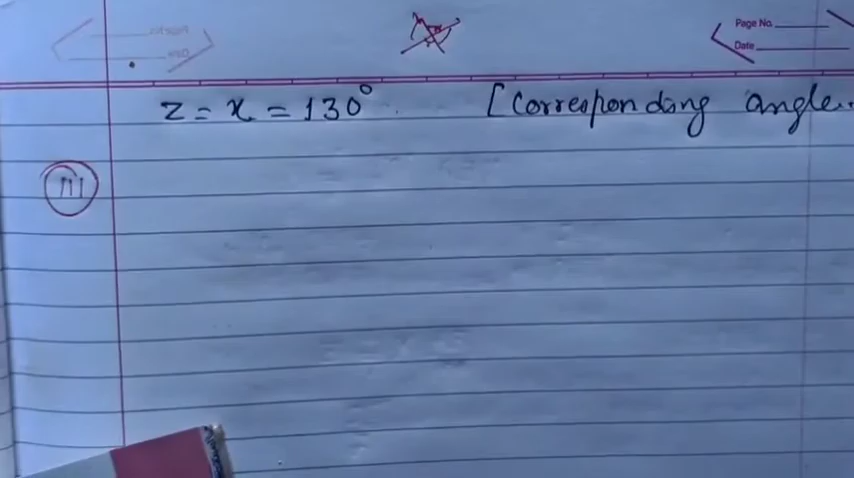 Page No.
Date
z = x = 130° [Corresponding angle.
III